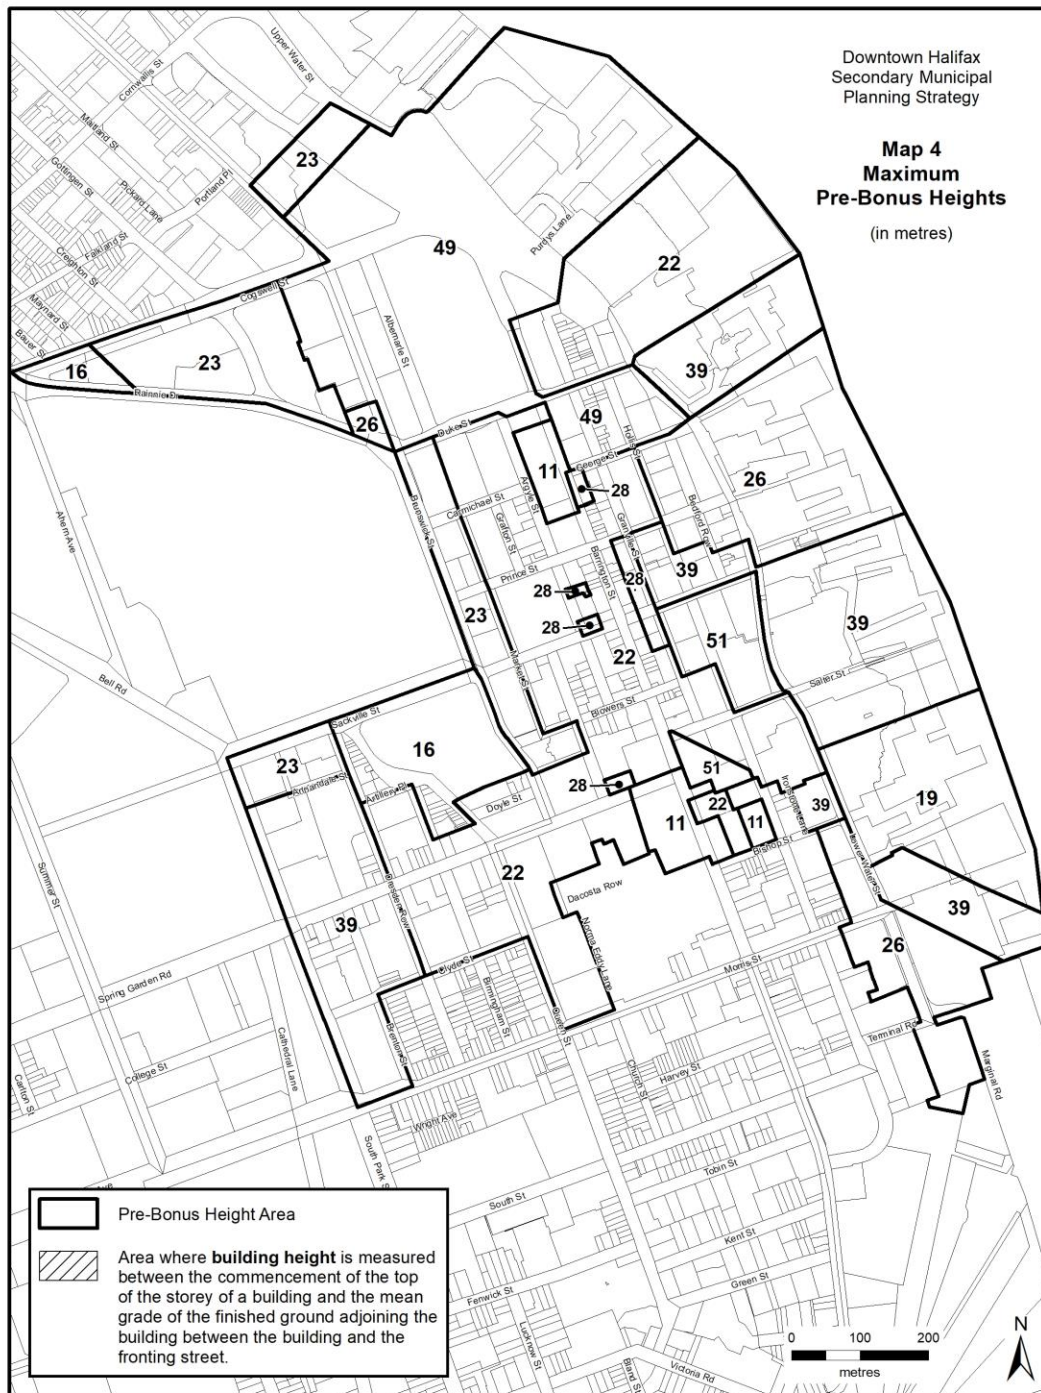 Downtown Halifax
Secondary Municipal
Planning Strategy
Map 4
Maximum
Pre-Bonus Heights
(in metres)
Upper Water St
Cornwallis St
Maitland St
Gottingen St
Pickard Lane
Portland Pl
Falkland St
Creighton St
Maynard St
Bauer St
Cogswell St
23
49
Purdys Lane
22
Albemarle St
16
23
Rainnie Dr
26
39
Duke St
49
Hollis St
George St
11
28
26
Argyle St
Carmichael St
Grafton St
Brunswick St
Ahern Ave
Bedford Row
Granville St
Barrington St
Prince St
28
28
39
23
28
22
51
39
Market St
Bell Rd
Salter St
Blowers St
Sackville St
16
23
Artillery Pl
Doyle St
28
51
22
11
11
39
19
Bishop St
Lower Water St
22
Dacosta Row
Dresden Row
39
39
26
Summer St
Clyde St
Norma Eddy Lane
Morris St
Spring Garden Rd
Birmingham St
Queen St
Brenton St
Cathedral Lane
College St
Carlton St
Terminal Rd
Marginal Rd
Church St
Harvey St
Wright Ave
South Park S
Tobin St
South St
Kent St
Green St
Fenwick St
Lucknow St
Bland St
Victoria Rd
Pre-Bonus Height Area
Area where building height is measured
between the commencement of the top
of the storey of a building and the mean
grade of the finished ground adjoining the
building between the building and the
fronting street.
0 100 200
metres
N